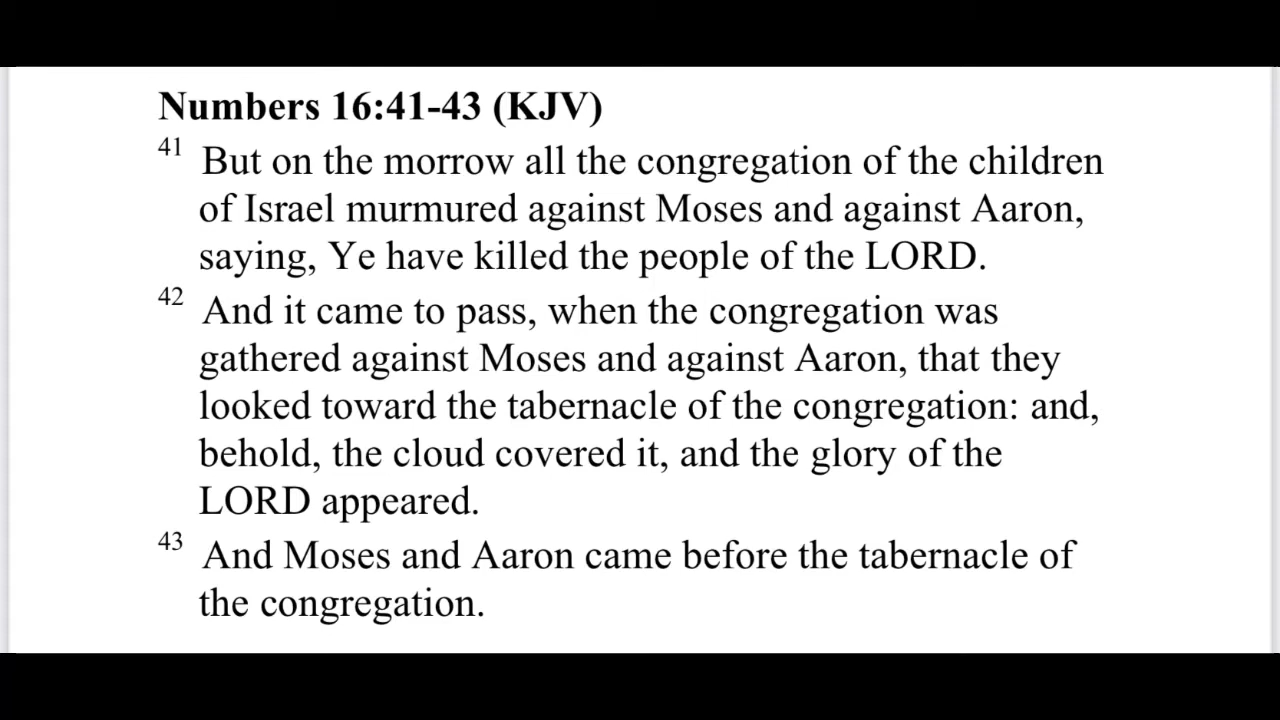 Numbers 16:41-43 (KJV)
41 But on the morrow all the congregation of the children
of Israel murmured against Moses and against Aaron,
saying, Ye have killed the people of the LORD.
42 And it came to pass, when the congregation was
gathered against Moses and against Aaron, that they
looked toward the tabernacle of the congregation: and,
behold, the cloud covered it, and the glory of the
LORD appeared.
43 And Moses and Aaron came before the tabernacle of
the congregation.